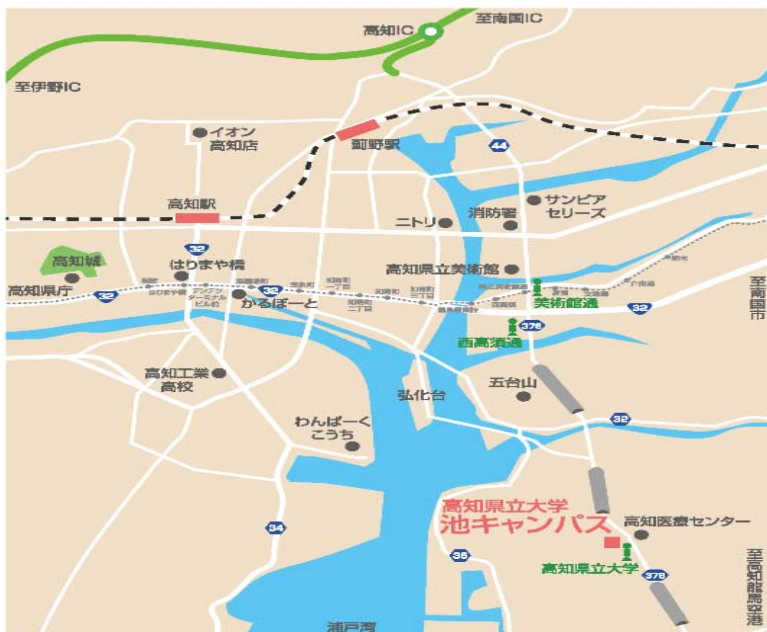 至南国IC
高知IC
至伊野IC
イオン
高知店
薊野駅
44
高知駅
サンピア
セリーズ
ニトリ
消防署
32
高知城
はりまや橋
高知県立美術館
高知県庁
32
かるぽーと
32
美術館通
32
至南国市
西高須通
376
高知工業
高校
弘化台
五台山
わんぱーく
こうち
32
高知県立大学
池キャンパス
高知医療センター
34
35
高知県立大学
376
至高知龍馬空港
浦戸湾